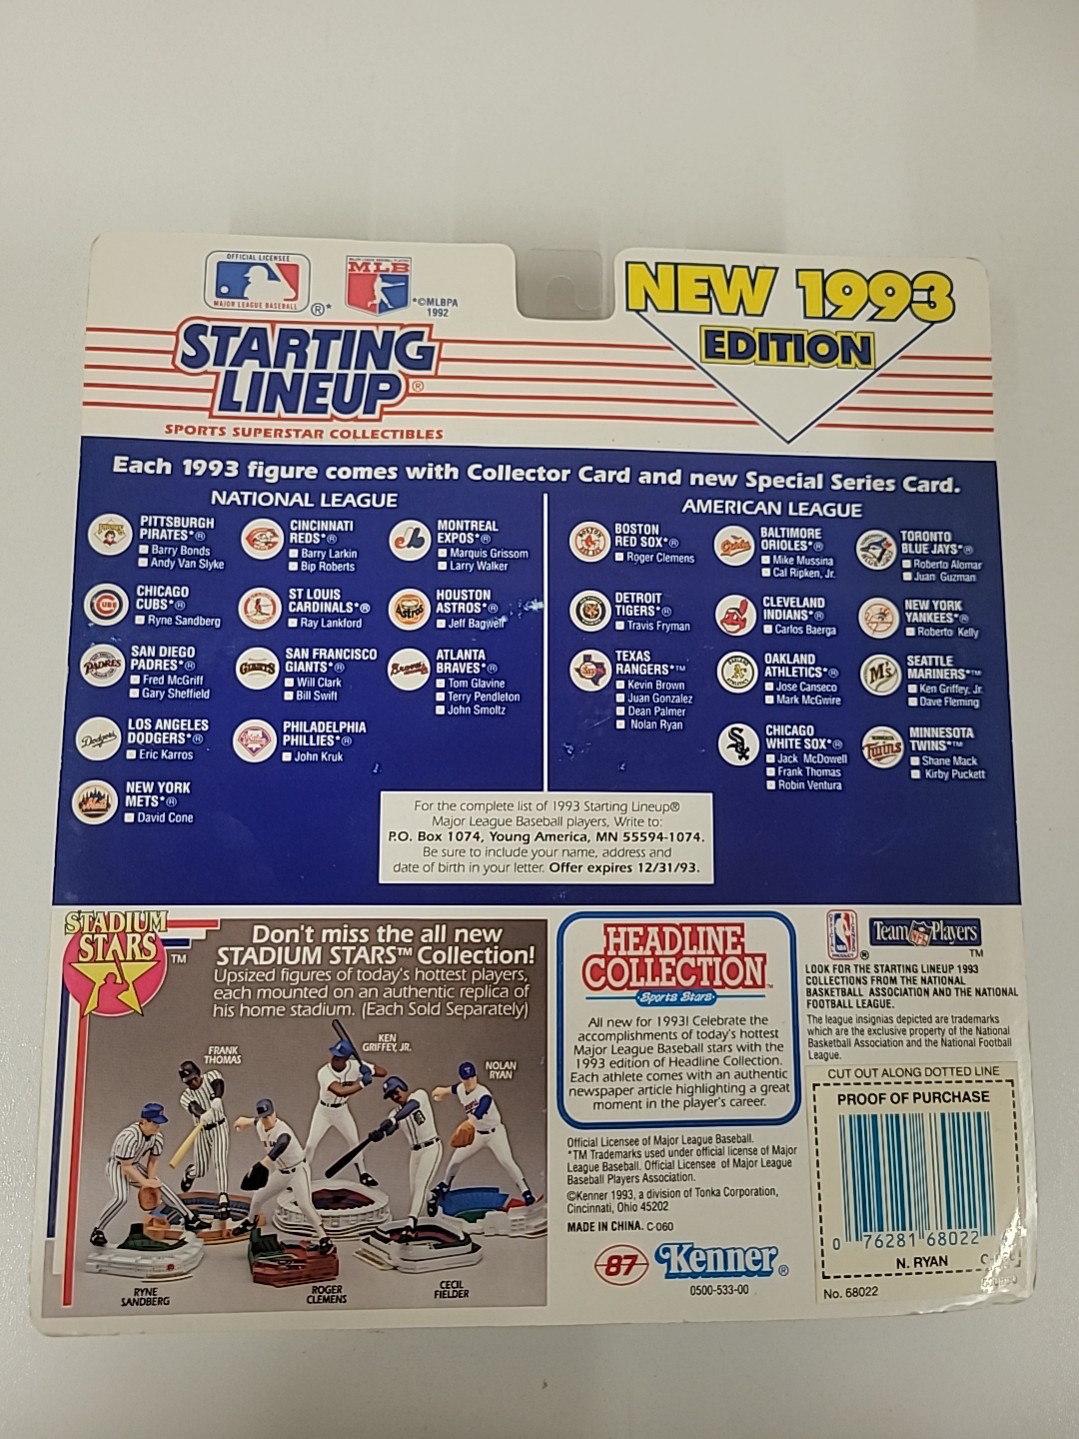 OFFICIAL LICENSEE
MAJOR LEAGUE BASEBALL
®*
MLB
*©MLBPA
1992
STARTING
LINEUP®
SPORTS SUPERSTAR COLLECTIBLES
NEW 1993
EDITION
Each 1993 figure comes with Collector Card and new Special Series Card.
NATIONAL LEAGUE
PITTSBURGH
PIRATES*®
Barry Bonds
Andy Van Slyke
CHICAGO
CUBS*®
Ryne Sandberg
SAN DIEGO
PADRES*®
Fred McGriff
Gary Sheffield
LOS ANGELES
DODGERS*®
Eric Karros
NEW YORK
METS*®
David Cone
CINCINNATI
REDS*®
Barry Larkin
Bip Roberts
ST LOUIS
CARDINALS*®
Ray Lankford
SAN FRANCISCO
GIANTS*®
Will Clark
Bill Swift
PHILADELPHIA
PHILLIES*®
John Kruk
MONTREAL
EXPOS*®
Marquis Grissom
Larry Walker
HOUSTON
ASTROS*®
Jeff Bagwell
ATLANTA
BRAVES*®
Tom Glavine
Terry Pendleton
John Smoltz
AMERICAN LEAGUE
BOSTON
RED SOX*®
Roger Clemens
DETROIT
TIGERS*®
Travis Fryman
TEXAS
RANGERS*™
Kevin Brown
Juan Gonzalez
Dean Palmer
Nolan Ryan
BALTIMORE
ORIOLES*®
Mike Mussina
Cal Ripken, Jr.
CLEVELAND
INDIANS*®
Carlos Baerga
OAKLAND
ATHLETICS*®
Jose Canseco
Mark McGwire
CHICAGO
WHITE SOX*®
Jack McDowell
Frank Thomas
Robin Ventura
TORONTO
BLUE JAYS*®
Roberto Alomar
Juan Guzman
NEW YORK
YANKEES*®
Roberto Kelly
SEATTLE
MARINERS*™
Ken Griffey, Jr.
Dave Fleming
MINNESOTA
TWINS*™
Shane Mack
Kirby Puckett
For the complete list of 1993 Starting Lineup®
Major League Baseball players, Write to:
P.O. Box 1074, Young America, MN 55594-1074.
Be sure to include your name, address and
date of birth in your letter. Offer expires 12/31/93.
STADIUM
STARS
™
Don't miss the all new
STADIUM STARS™ Collection!
Upsized figures of today's hottest players,
each mounted on an authentic replica of
his home stadium. (Each Sold Separately)
FRANK
THOMAS
KEN
GRIFFEY, JR.
NOLAN
RYAN
RYNE
SANDBERG
ROGER
CLEMENS
CECIL
FIELDER
HEADLINE
COLLECTION™
Sports Stars
All new for 1993! Celebrate the
accomplishments of today's hottest
Major League Baseball stars with the
1993 edition of Headline Collection.
Each athlete comes with an authentic
newspaper article highlighting a great
moment in the player's career.
Official Licensee of Major League Baseball.
*TM Trademarks used under official license of Major
League Baseball. Official Licensee of Major League
Baseball Players Association.
©Kenner 1993, a division of Tonka Corporation,
Cincinnati, Ohio 45202
MADE IN CHINA. C-060
87
Kenner®
0500-533-00
NBA
®
Team NFL Players
™
LOOK FOR THE STARTING LINEUP 1993
COLLECTIONS FROM THE NATIONAL
BASKETBALL ASSOCIATION AND THE NATIONAL
FOOTBALL LEAGUE.
The league insignias depicted are trademarks
which are the exclusive property of the National
Basketball Association and the National Football
League.
CUT OUT ALONG DOTTED LINE
PROOF OF PURCHASE
0 76281 68022
N. RYAN
No. 68022